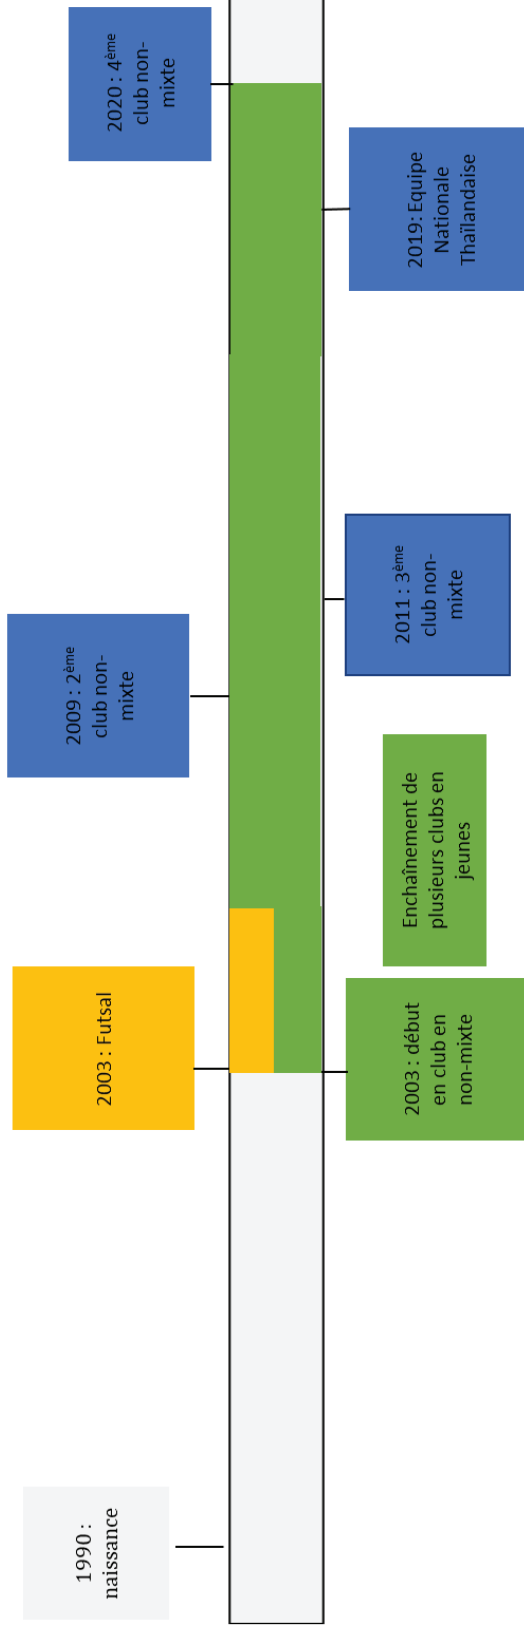 1990 :
naissance
2003 : Futsal
2003 : début
en club en
non-mixte
Enchaînement de
plusieurs clubs en
jeunes
2009 : 2ème
club non-
mixte
2011 : 3ème
club non-
mixte
2019: Equipe
Nationale
Thaïlandaise
2020 : 4ème
club non-
mixte